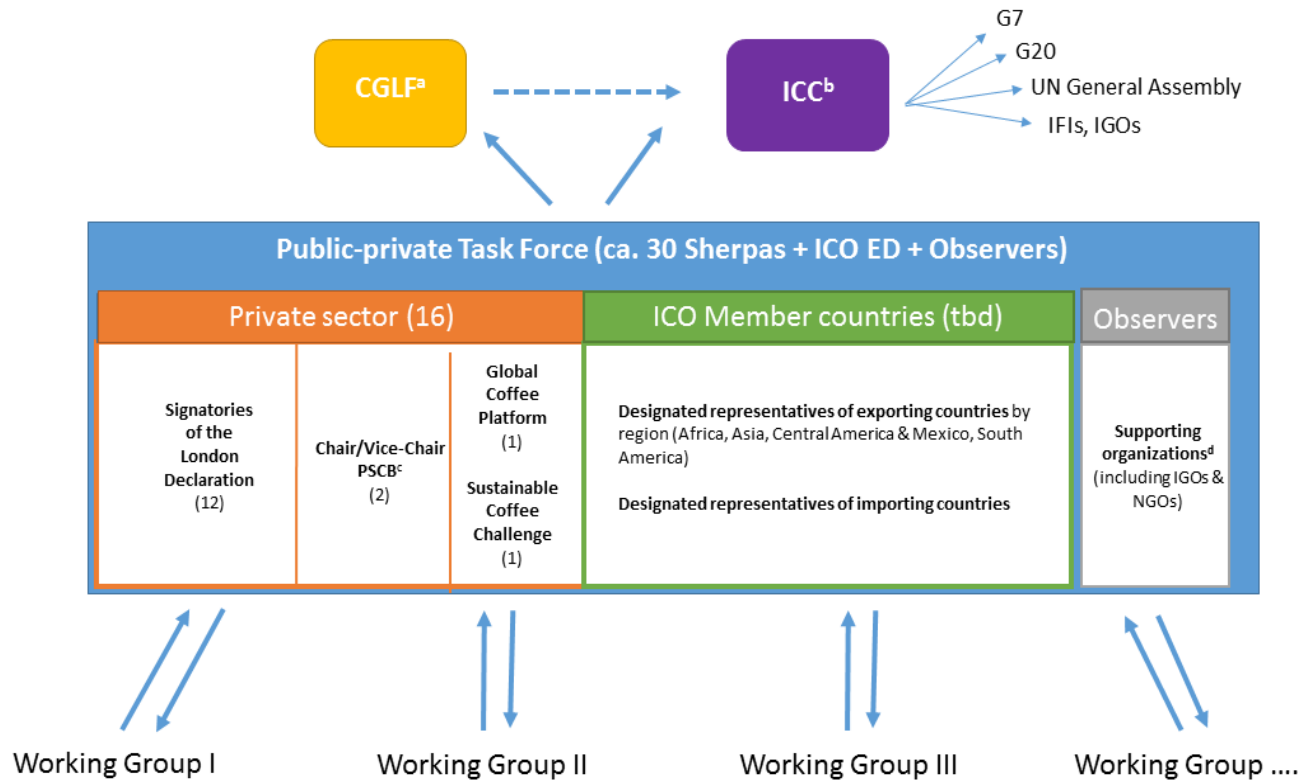 CGLFᵃ
ICCᵇ
G7
G20
UN General Assembly
IFIs, IGOs
Public-private Task Force (ca. 30 Sherpas + ICO ED + Observers)
Private sector (16)
ICO Member countries (tbd)
Observers
Signatories
of the
London
Declaration
(12)
Chair/Vice-Chair
PSCBᶜ
(2)
Global
Coffee
Platform
(1)
Sustainable
Coffee
Challenge
(1)
Designated representatives of exporting countries by
region (Africa, Asia, Central America & Mexico, South
America)
Designated representatives of importing countries
Supporting
organizationsᵈ
(including IGOs &
NGOs)
Working Group I
Working Group II
Working Group III
Working Group ....